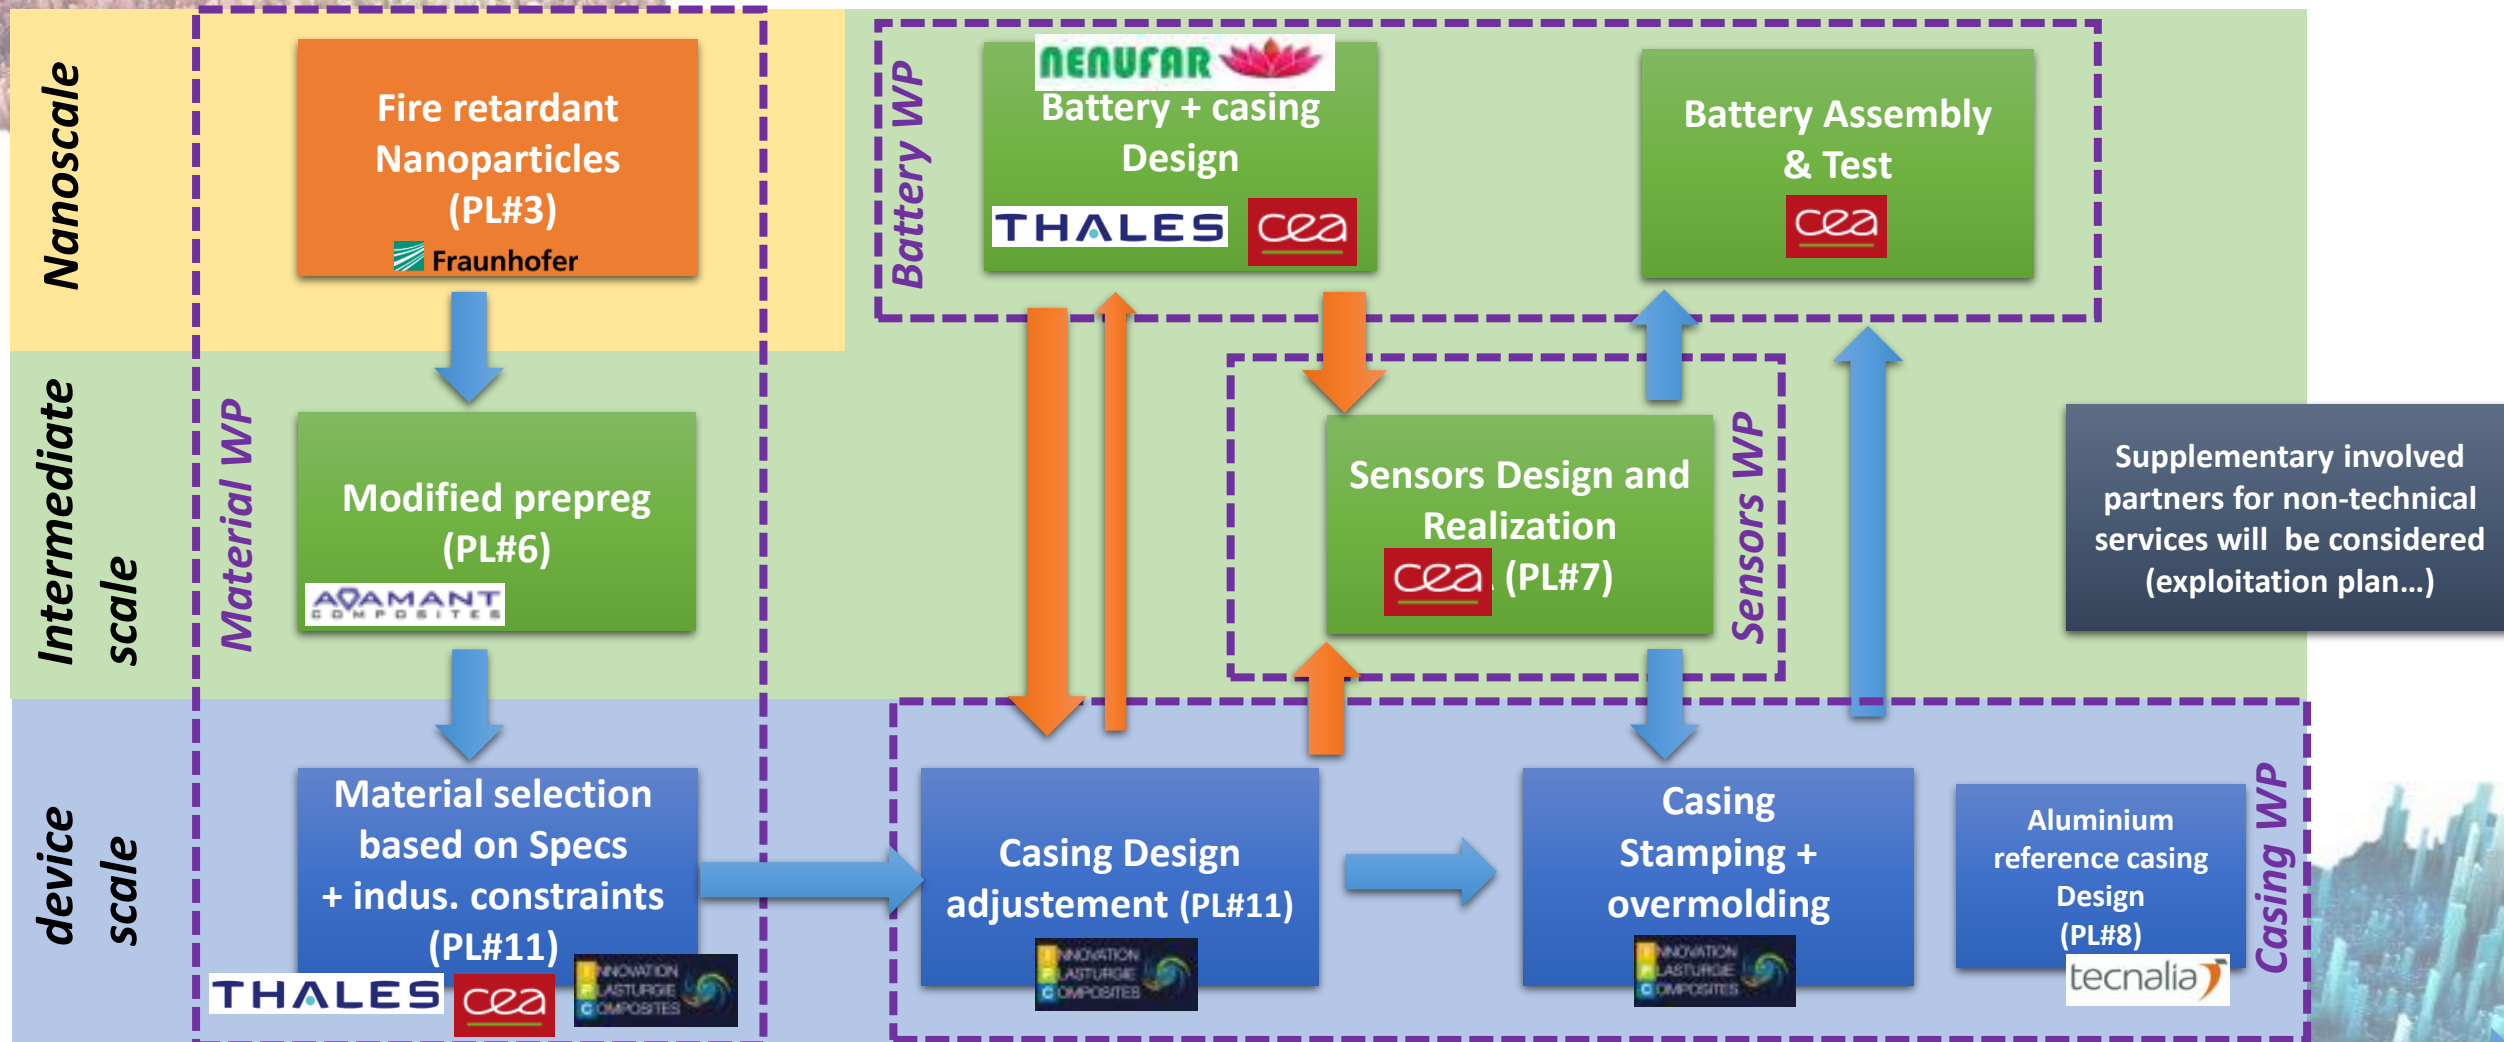 Nanoscale
Intermediate
scale
device
scale
Material WP
Fire retardant
Nanoparticles
(PL#3)
Fraunhofer
Modified prepreg
(PL#6)
ADAMANT
COMPOSITES
Material selection
based on Specs
+ indus. constraints
(PL#11)
THALES
cea
INNOVATION
PLASTURGIE
COMPOSITES
Battery WP
NENUFAR
Battery + casing
Design
THALES
cea
Battery Assembly
& Test
cea
Sensors WP
Sensors Design and
Realization
cea (PL#7)
Casing WP
Casing Design
adjustement (PL#11)
INNOVATION
PLASTURGIE
COMPOSITES
Casing
Stamping +
overmolding
INNOVATION
PLASTURGIE
COMPOSITES
Aluminium
reference casing
Design
(PL#8)
tecnalia
Supplementary involved
partners for non-technical
services will be considered
(exploitation plan...)